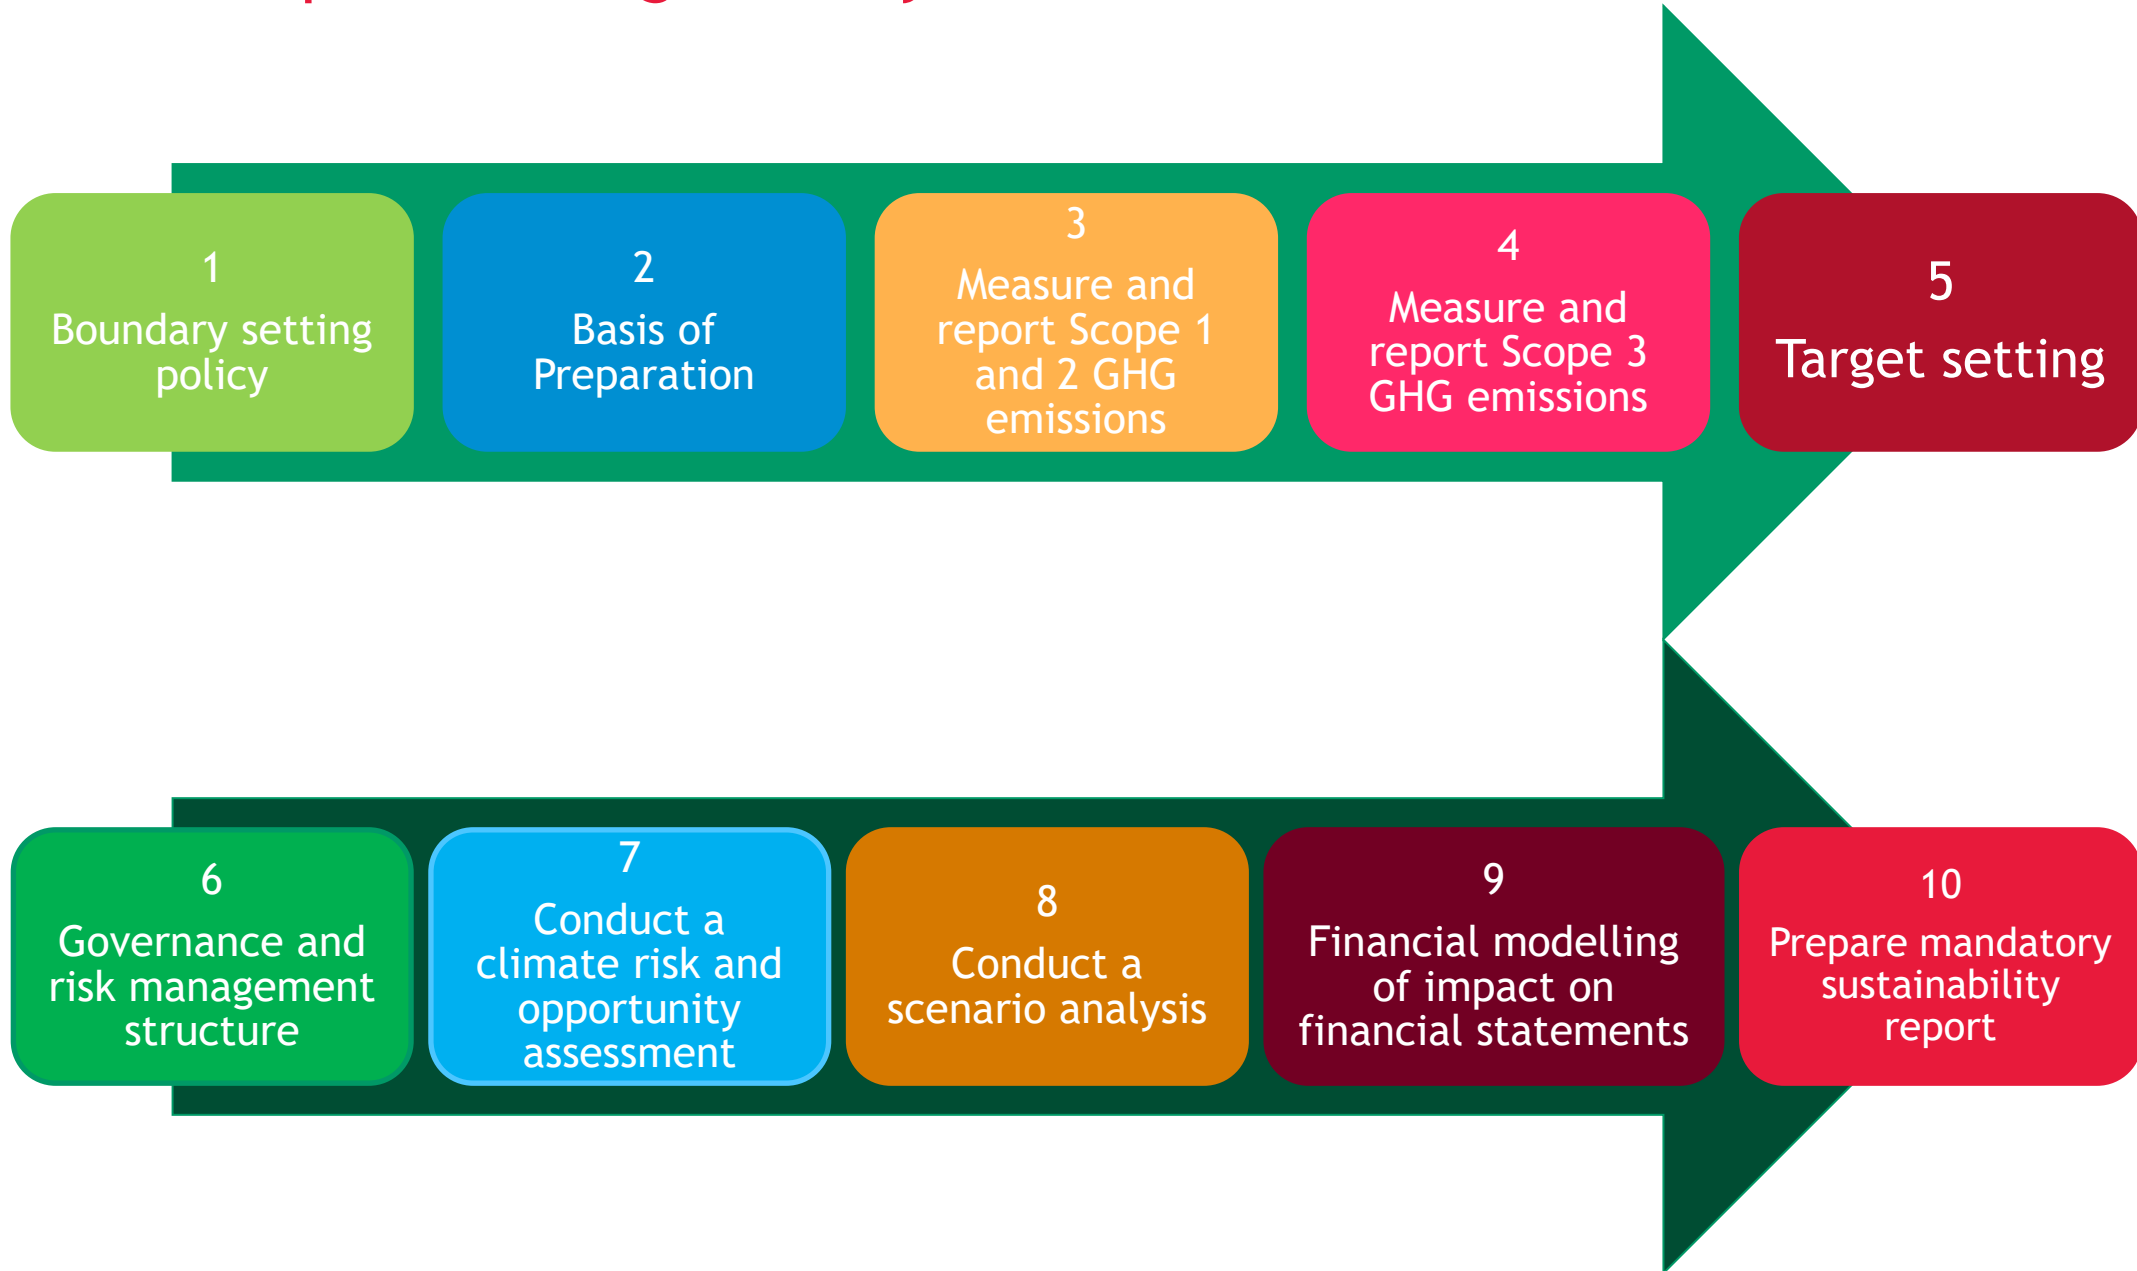 1
Boundary setting
policy
2
Basis of
Preparation
3
Measure and
report Scope 1
and 2 GHG
emissions
4
Measure and
report Scope 3
GHG emissions
5
Target setting
6
Governance and
risk management
structure
7
Conduct a
climate risk and
opportunity
assessment
8
Conduct a
scenario analysis
9
Financial modelling
of impact on
financial statements
10
Prepare mandatory
sustainability
report